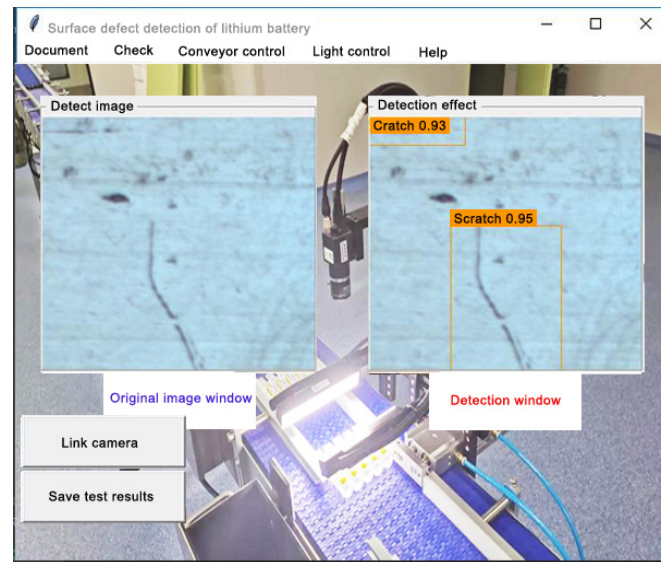 Surface defect detection of lithium battery
Document Check Conveyor control Light control Help
Detect image
Detection effect
Cratch 0.93
Scratch 0.95
Original image window
Detection window
Link camera
Save test results